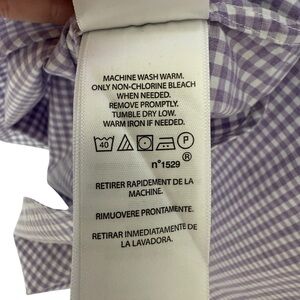 MACHINE WASH WARM.
ONLY NON-CHLORINE BLEACH
WHEN NEEDED.
REMOVE PROMPTLY.
TUMBLE DRY LOW.
WARM IRON IF NEEDED.
40 P
n°1529 ®
RETIRER RAPIDEMENT DE LA
MACHINE.
RIMUOVERE PRONTAMENTE.
RETIRAR INMEDIATAMENTE DE
LA LAVADORA.